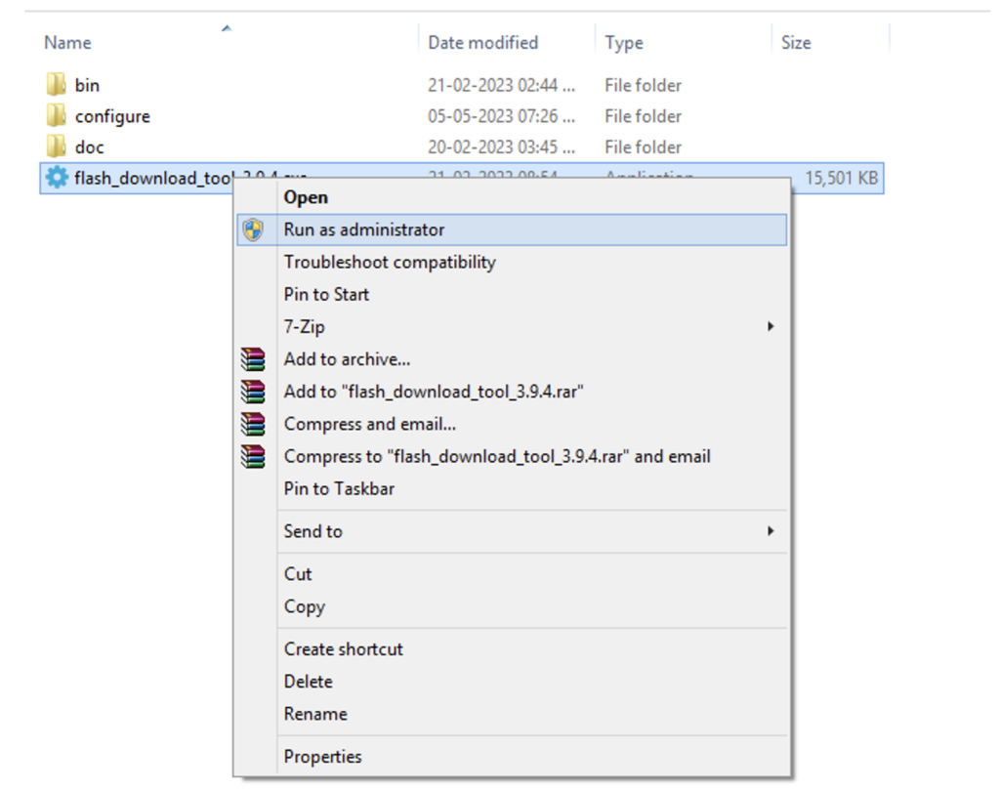 Name Date modified Type Size
bin 21-02-2023 02:44 ... File folder
configure 05-05-2023 07:26 ... File folder
doc 20-02-2023 03:45 ... File folder
flash_download_tool_3.9.4.exe 21-02-2023 08:54 Application 15,501 KB
Open
Run as administrator
Troubleshoot compatibility
Pin to Start
7-Zip
Add to archive...
Add to "flash_download_tool_3.9.4.rar"
Compress and email...
Compress to "flash_download_tool_3.9.4.rar" and email
Pin to Taskbar
Send to
Cut
Copy
Create shortcut
Delete
Rename
Properties